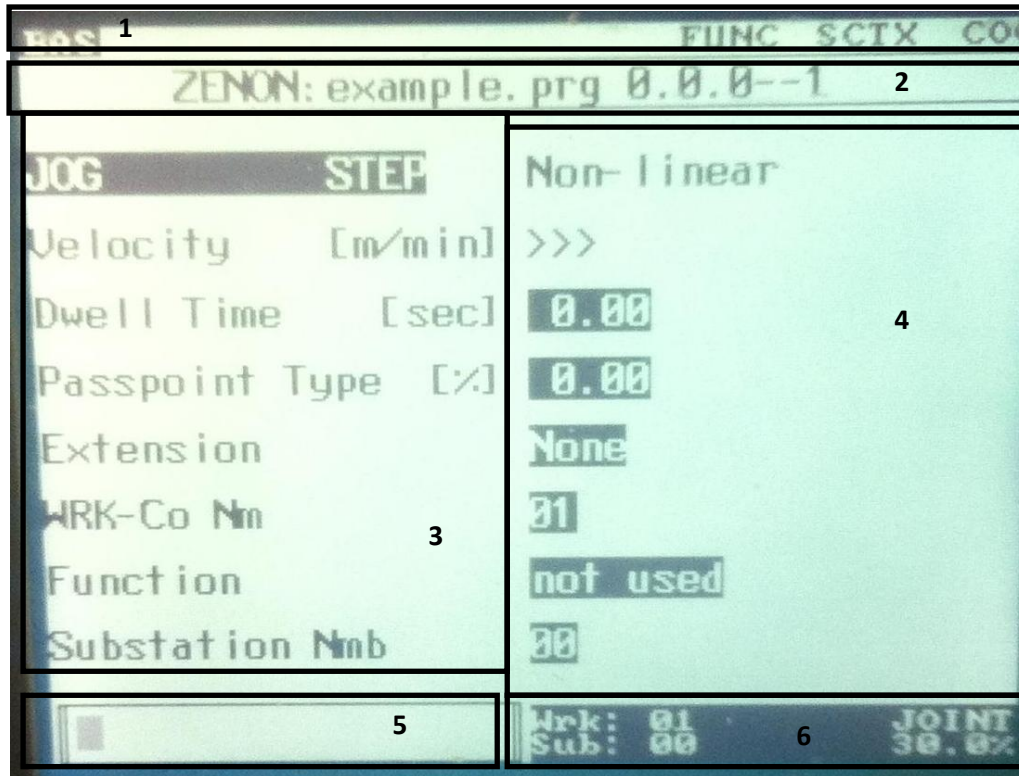 BAS 1 FUNC SCTX COO
ZENON: example. prg 0.0.0--1 2
JOG STEP Non-linear
Velocity [m/min] >>>
Dwell Time [sec] 0.00 4
Passpoint Type [%] 0.00
Extension None
WRK-Co Nm 01
3
Function not used
Substation Nmb 00
5
Wrk: 01 JOINT
6
Sub: 00 30.0%